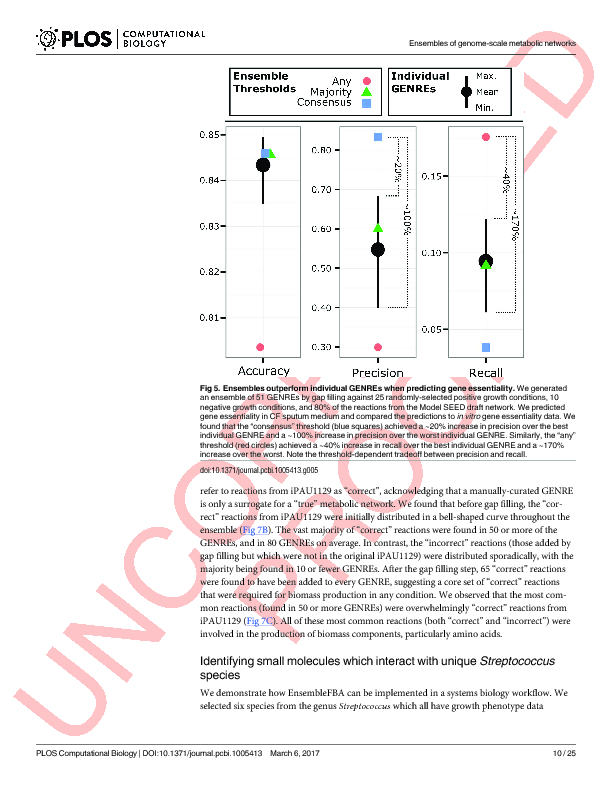 PLOS | COMPUTATIONAL BIOLOGY
Ensembles of genome-scale metabolic networks
Ensemble Thresholds
Any
Majority
Consensus
Individual GENREs
Max.
Mean
Min.
0.85
0.84
0.83
0.82
0.81
Accuracy
0.80
0.70
0.60
0.50
0.40
0.30
~20%
~100%
Precision
0.15
0.10
0.05
~40%
~170%
Recall
Fig 5. Ensembles outperform individual GENREs when predicting gene essentiality. We generated
an ensemble of 51 GENREs by gap filling against 25 randomly-selected positive growth conditions, 10
negative growth conditions, and 80% of the reactions from the Model SEED draft network. We predicted
gene essentiality in CF sputum medium and compared the predictions to in vitro gene essentiality data. We
found that the “consensus” threshold (blue squares) achieved a ~20% increase in precision over the best
individual GENRE and a ~100% increase in precision over the worst individual GENRE. Similarly, the “any”
threshold (red circles) achieved a ~40% increase in recall over the best individual GENRE and a ~170%
increase over the worst. Note the threshold-dependent tradeoff between precision and recall.
doi:10.1371/journal.pcbi.1005413.g005
refer to reactions from iPAU1129 as “correct”, acknowledging that a manually-curated GENRE
is only a surrogate for a “true” metabolic network. We found that before gap filling, the “cor-
rect” reactions from iPAU1129 were initially distributed in a bell-shaped curve throughout the
ensemble (Fig 7B). The vast majority of “correct” reactions were found in 50 or more of the
GENREs, and in 80 GENREs on average. In contrast, the “incorrect” reactions (those added by
gap filling but which were not in the original iPAU1129) were distributed sporadically, with the
majority being found in 10 or fewer GENREs. After the gap filling step, 65 “correct” reactions
were found to have been added to every GENRE, suggesting a core set of “correct” reactions
that were required for biomass production in any condition. We observed that the most com-
mon reactions (found in 50 or more GENREs) were overwhelmingly “correct” reactions from
iPAU1129 (Fig 7C). All of these most common reactions (both “correct” and “incorrect”) were
involved in the production of biomass components, particularly amino acids.
Identifying small molecules which interact with unique Streptococcus
species
We demonstrate how EnsembleFBA can be implemented in a systems biology workflow. We
selected six species from the genus Streptococcus which all have growth phenotype data
PLOS Computational Biology | DOI:10.1371/journal.pcbi.1005413 March 6, 2017
10 / 25